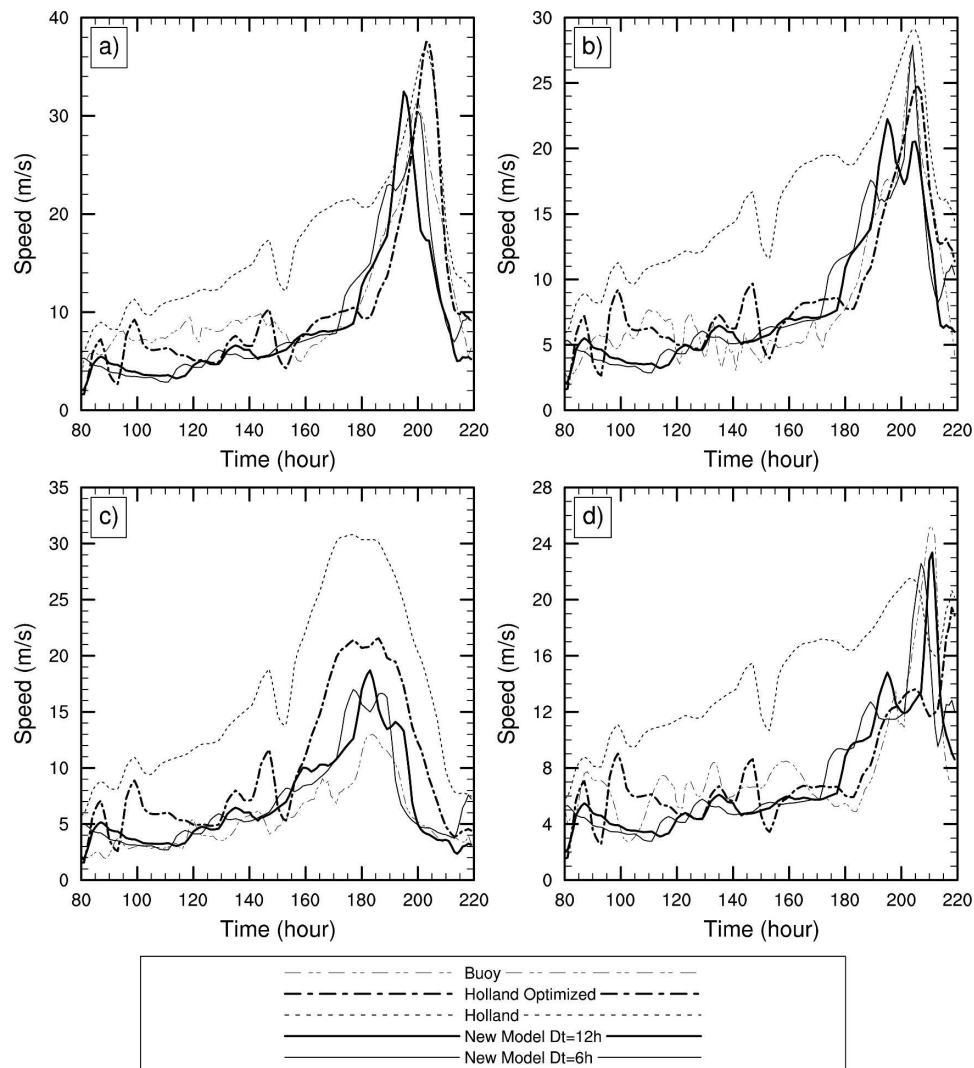 a)
Speed (m/s)
40
30
20
10
0
80 100 120 140 160 180 200 220
Time (hour)
b)
Speed (m/s)
30
25
20
15
10
5
0
80 100 120 140 160 180 200 220
Time (hour)
c)
Speed (m/s)
35
30
25
20
15
10
5
0
80 100 120 140 160 180 200 220
Time (hour)
d)
Speed (m/s)
28
24
20
16
12
8
4
0
80 100 120 140 160 180 200 220
Time (hour)
Buoy
Holland Optimized
Holland
New Model Dt=12h
New Model Dt=6h